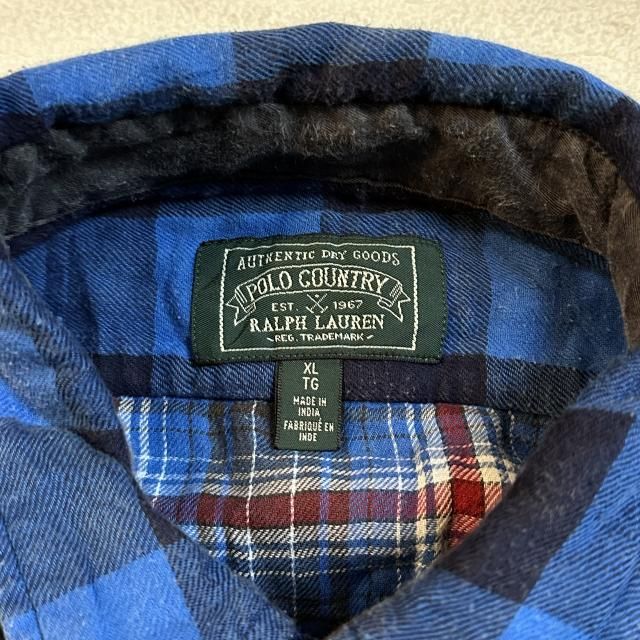 AUTHENTIC DRY GOODS
POLO COUNTRY
EST. 1967
RALPH LAUREN
REG. TRADEMARK
XL
TG
MADE IN
INDIA
FABRIQUÉ EN
INDE